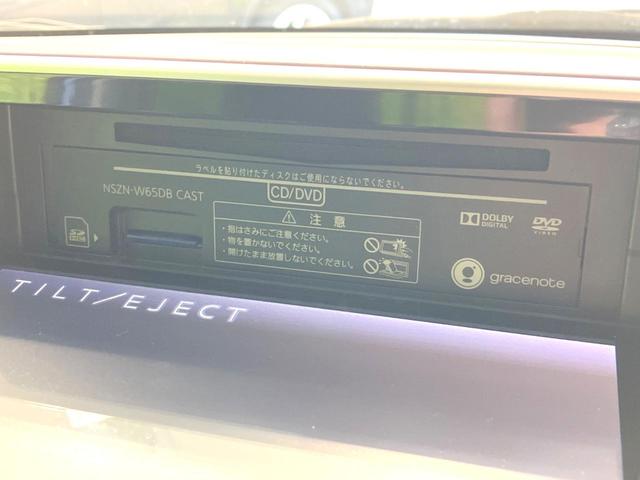 ラベルを貼り付けたディスクはご使用にならないでください。
CD/DVD
NSZN-W65DB CAST
注意
・指はさみにご注意ください。
・物を置かないでください。
・開けたまま放置しないでください。
DOLBY
DIGITAL
DVD
VIDEO
gracenote
TILT/EJECT